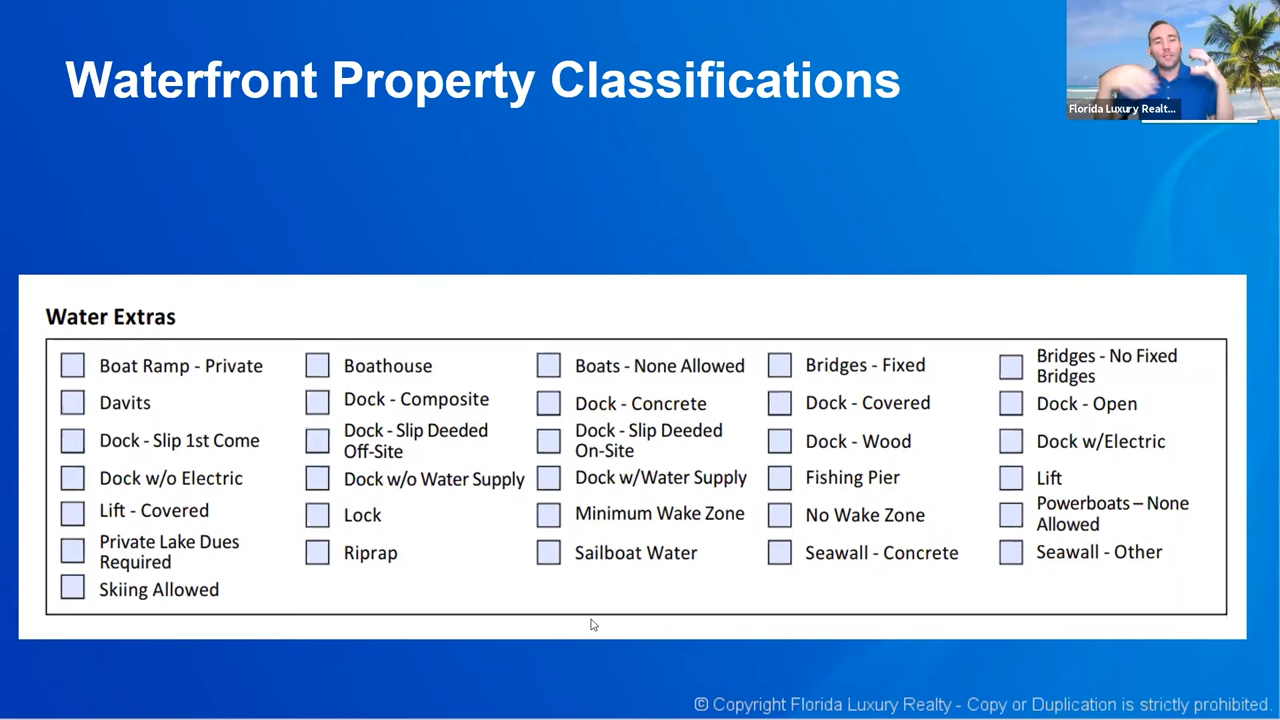 Waterfront Property Classifications
Florida Luxury Realt...
Water Extras
Boat Ramp - Private
Boathouse
Boats - None Allowed
Bridges - Fixed
Bridges - No Fixed
Bridges
Davits
Dock - Composite
Dock - Concrete
Dock - Covered
Dock - Open
Dock - Slip 1st Come
Dock - Slip Deeded
Off-Site
Dock - Slip Deeded
On-Site
Dock - Wood
Dock w/Electric
Dock w/o Electric
Dock w/o Water Supply
Dock w/Water Supply
Fishing Pier
Lift
Lift - Covered
Lock
Minimum Wake Zone
No Wake Zone
Powerboats – None
Allowed
Private Lake Dues
Required
Riprap
Sailboat Water
Seawall - Concrete
Seawall - Other
Skiing Allowed
© Copyright Florida Luxury Realty - Copy or Duplication is strictly prohibited.